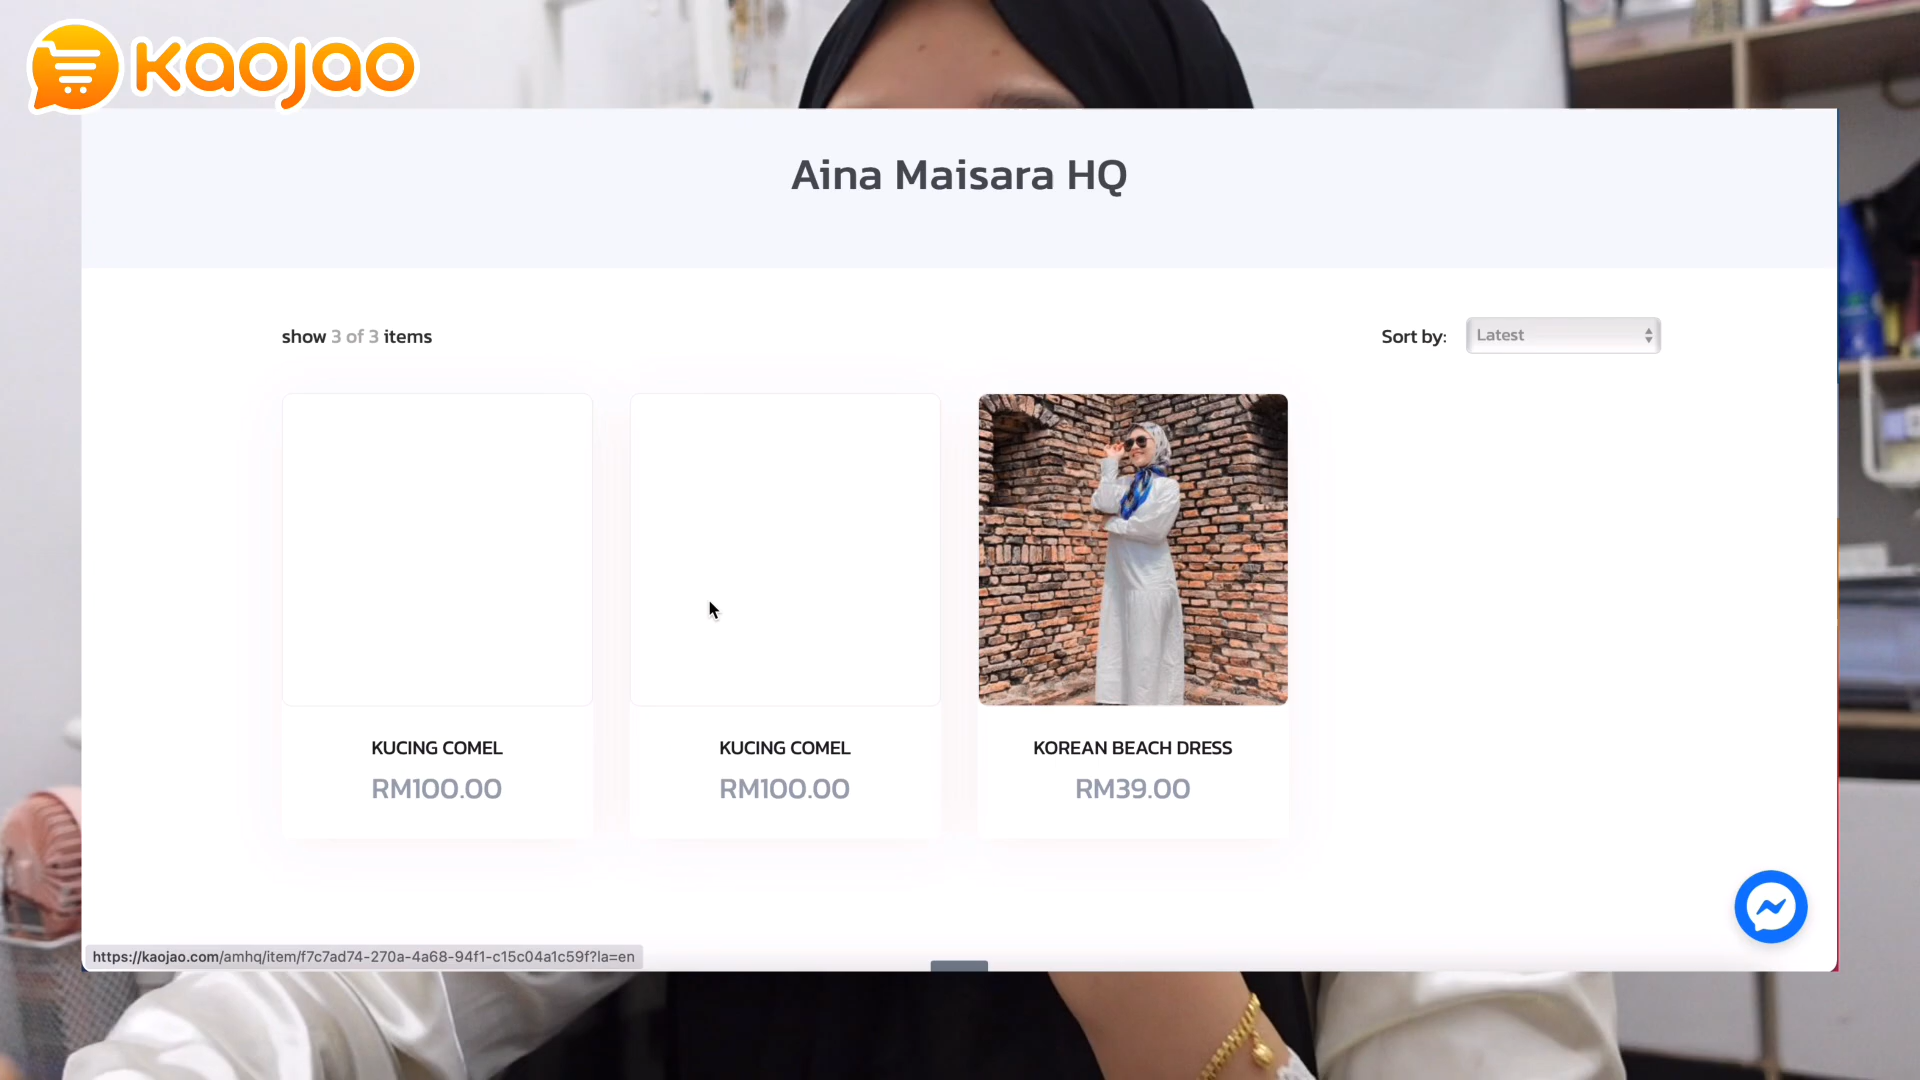 kaojao
Aina Maisara HQ
show 3 of 3 items
Sort by: Latest
KUCING COMEL
RM100.00
KUCING COMEL
RM100.00
KOREAN BEACH DRESS
RM39.00
https://kaojao.com/amhq/item/f7c7ad74-270a-4a68-94f1-c15c04a1c59f?la=en